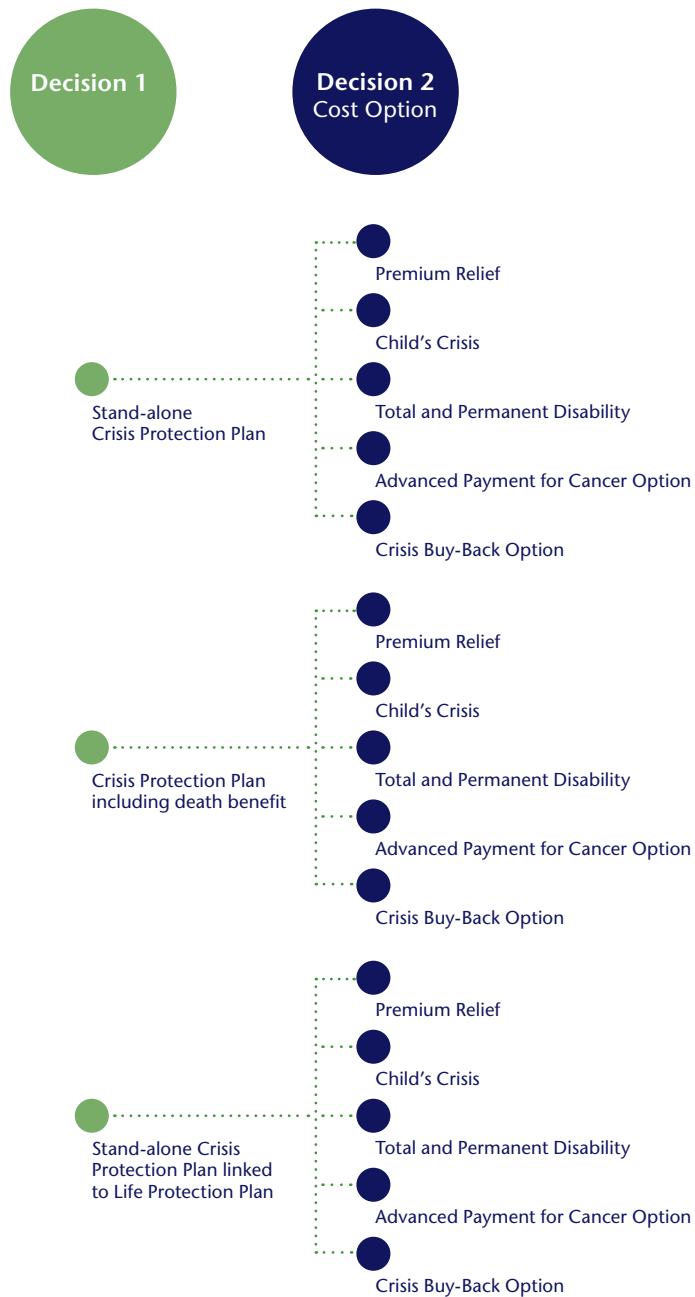 Decision 1
Decision 2
Cost Option
Premium Relief
Child's Crisis
Stand-alone
Crisis Protection Plan
Total and Permanent Disability
Advanced Payment for Cancer Option
Crisis Buy-Back Option
Premium Relief
Child's Crisis
Crisis Protection Plan
including death benefit
Total and Permanent Disability
Advanced Payment for Cancer Option
Crisis Buy-Back Option
Premium Relief
Child's Crisis
Stand-alone Crisis
Protection Plan linked
to Life Protection Plan
Total and Permanent Disability
Advanced Payment for Cancer Option
Crisis Buy-Back Option